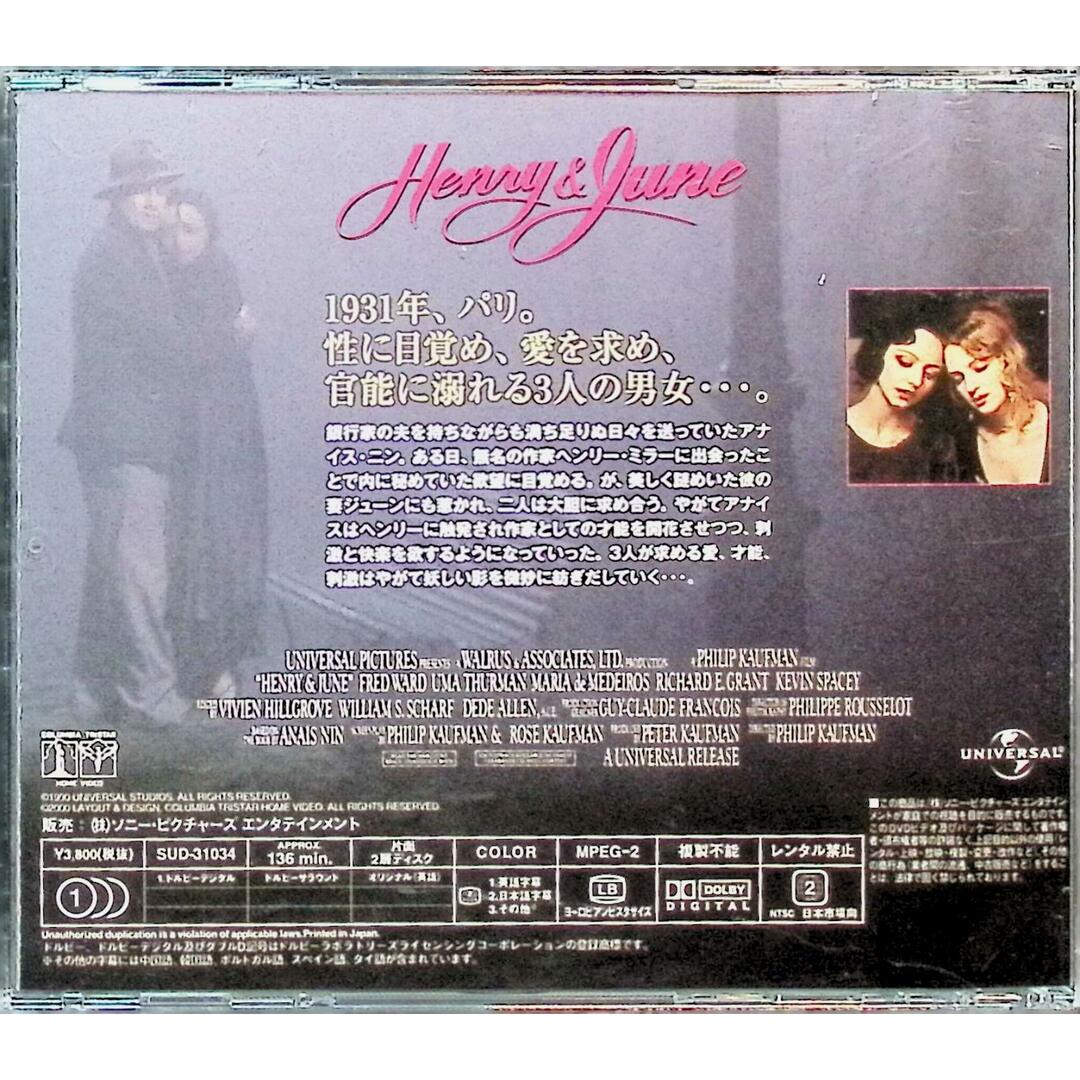 Henry & June
1931年、パリ。
性に目覚め、愛を求め、
官能に溺れる3人の男女・・・。
銀行家の夫を持ちながらも満ち足りぬ日々を送っていたアナ
イス・ニン。ある日、無名の作家ヘンリー・ミラーに出会ったこ
とで内に秘めていた欲望に目覚める。が、美しく謎めいた彼の
妻ジューンにも惹かれ、二人は大胆に求め合う。やがてアナイ
スはヘンリーに触発され作家としての才能を開花させつつ、刺
激と快楽を欲するようになっていった。3人が求める愛、才能、
刺激はやがて妖しい影を微妙に紡ぎだしていく・・・。
UNIVERSAL PICTURES PRESENTS A WALRUS & ASSOCIATES, LTD. PRODUCTION A PHILIP KAUFMAN FILM
"HENRY & JUNE" FRED WARD UMA THURMAN MARIA de MEDEIROS RICHARD E. GRANT KEVIN SPACEY
VIVIEN HILLGROVE WILLIAM S. SCHARF DEDE ALLEN, A.C.E. GUY-CLAUDE FRANCOIS PHILIPPE ROUSSELOT
ANAIS NIN PHILIP KAUFMAN & ROSE KAUFMAN PETER KAUFMAN PHILIP KAUFMAN
A UNIVERSAL RELEASE
COLUMBIA TRISTAR
HOME VIDEO
UNIVERSAL
©1990 UNIVERSAL STUDIOS. ALL RIGHTS RESERVED.
©2000 LAYOUT & DESIGN, COLUMBIA TRISTAR HOME VIDEO. ALL RIGHTS RESERVED.
販売：(株)ソニー・ピクチャーズ エンタテインメント
¥3,800(税抜) SUD-31034 APPROX. 136 min. 片面 2層ディスク COLOR MPEG-2 複製不能 レンタル禁止
1 1.ドルビーデジタル ドルビーサラウンド オリジナル(英語)
1.英語字幕
2.日本語字幕
3.その他*
LB
ヨーロピアンビスタサイズ
DOLBY
DIGITAL
2
NTSC 日本市場向
Unauthorized duplication is a violation of applicable laws. Printed in Japan.
ドルビー、ドルビーデジタル及びダブルD記号はドルビーラボラトリーズライセンシングコーポレーションの登録商標です。
※その他の字幕には中国語、韓国語、ポルトガル語、スペイン語、タイ語が含まれています。